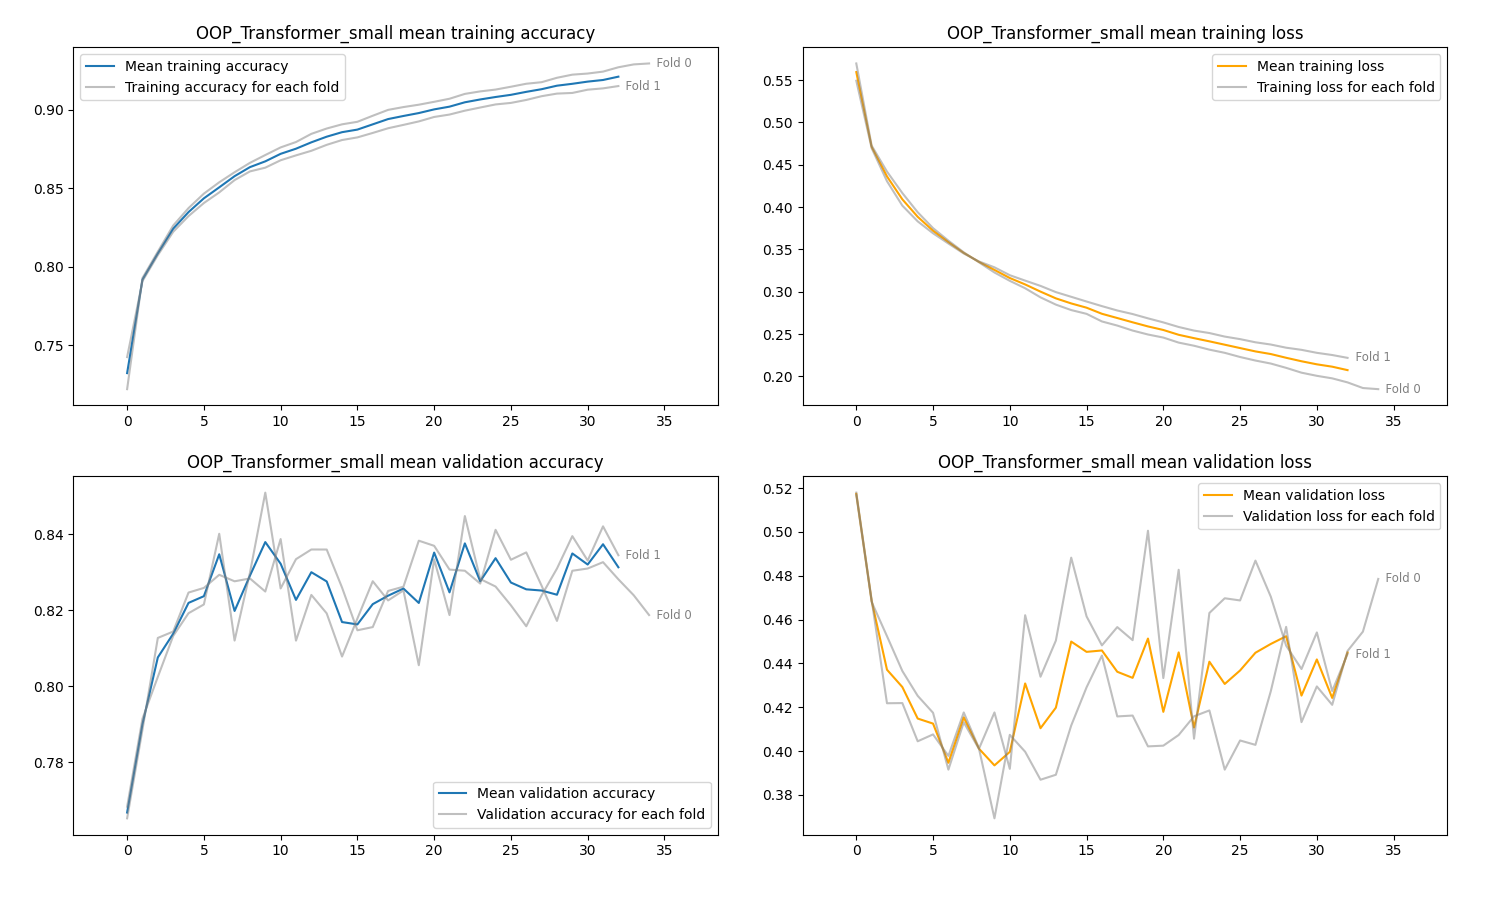 OOP_Transformer_small mean training accuracy
Mean training accuracy
Training accuracy for each fold
Fold 0
Fold 1
0.90
0.85
0.80
0.75
0 5 10 15 20 25 30 35
OOP_Transformer_small mean training loss
Mean training loss
Training loss for each fold
0.55
0.50
0.45
0.40
0.35
0.30
0.25
0.20
Fold 1
Fold 0
0 5 10 15 20 25 30 35
OOP_Transformer_small mean validation accuracy
0.84
0.82
0.80
0.78
Fold 1
Fold 0
Mean validation accuracy
Validation accuracy for each fold
0 5 10 15 20 25 30 35
OOP_Transformer_small mean validation loss
Mean validation loss
Validation loss for each fold
0.52
0.50
0.48
0.46
0.44
0.42
0.40
0.38
Fold 0
Fold 1
0 5 10 15 20 25 30 35